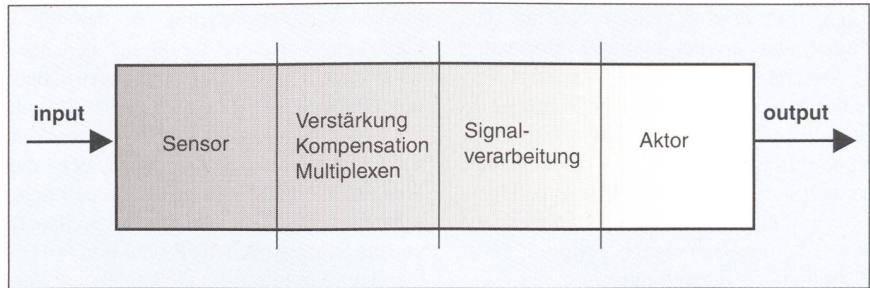 input
Sensor
Verstärkung
Kompensation
Multiplexen
Signal-
verarbeitung
Aktor
output